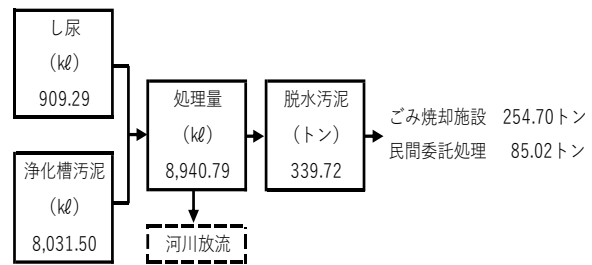 し尿
(㎘)
909.29
浄化槽汚泥
(㎘)
8,031.50
処理量
(㎘)
8,940.79
河川放流
脱水汚泥
(トン)
339.72
ごみ焼却施設　254.70トン
民間委託処理　85.02トン